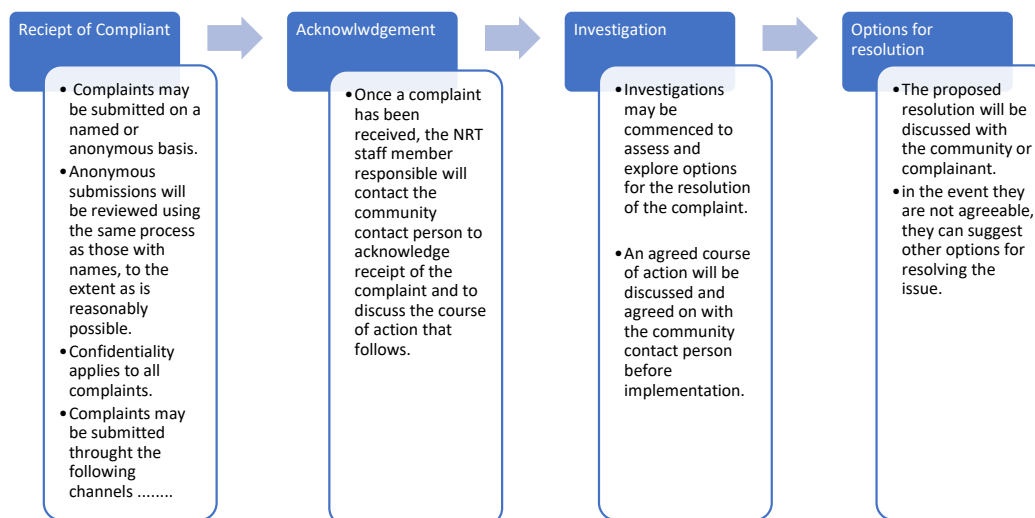 Reciept of Compliant
• Complaints may
be submitted on a
named or
anonymous basis.
•Anonymous
submissions will
be reviewed using
the same process
as those with
names, to the
extent as is
reasonably
possible.
•Confidentiality
applies to all
complaints.
•Complaints may
be submitted
throught the
following
channels ........
Acknowlwdgement
•Once a complaint
has been
received, the NRT
staff member
responsible will
contact the
community
contact person to
acknowledge
receipt of the
complaint and to
discuss the course
of action that
follows.
Investigation
•Investigations
may be
commenced to
assess and
explore options
for the resolution
of the complaint.
•An agreed course
of action will be
discussed and
agreed on with
the community
contact person
before
implementation.
Options for
resolution
•The proposed
resolution will be
discussed with
the community or
complainant.
•in the event they
are not agreeable,
they can suggest
other options for
resolving the
issue.